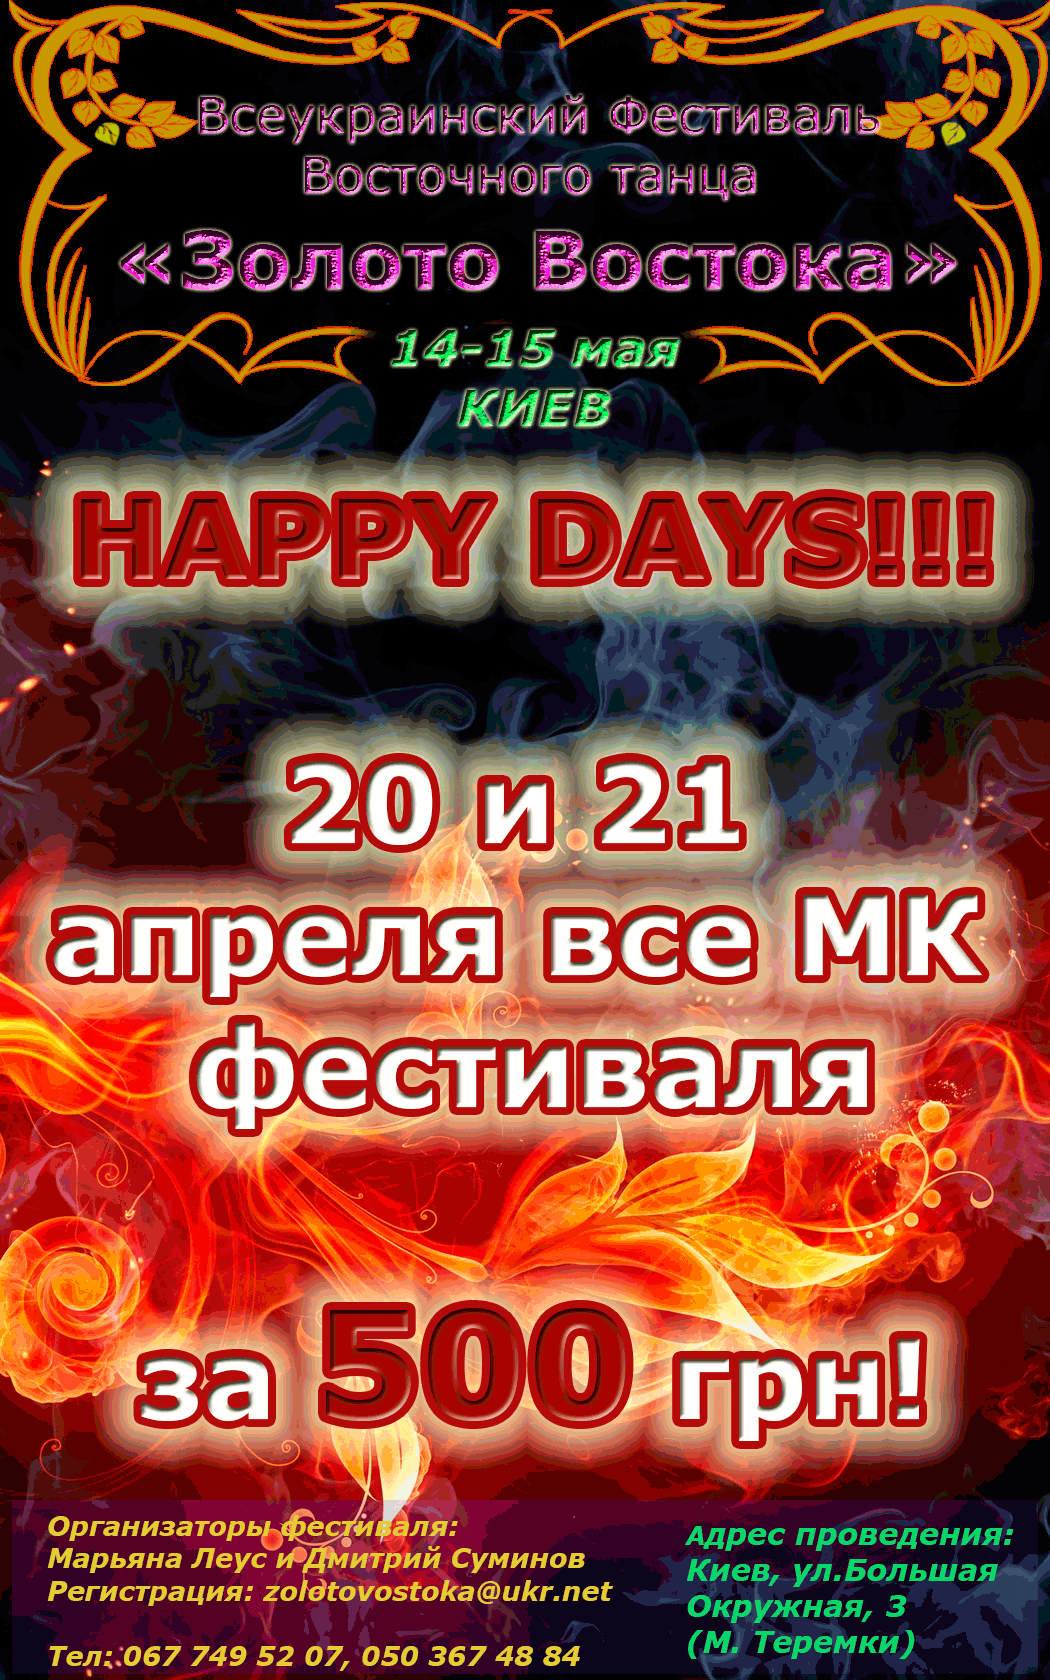 Всеукраинский Фестиваль
Восточного танца
«Золото Востока»
14-15 мая
КИЕВ
HAPPY DAYS!!!
20 и 21
апреля все МК
фестиваля
за 500 грн!
Организаторы фестиваля:
Марьяна Леус и Дмитрий Суминов
Регистрация: zolotovostoka@ukr.net
Тел: 067 749 52 07, 050 367 48 84
Адрес проведения:
Киев, ул.Большая
Окружная, 3
(М. Теремки)